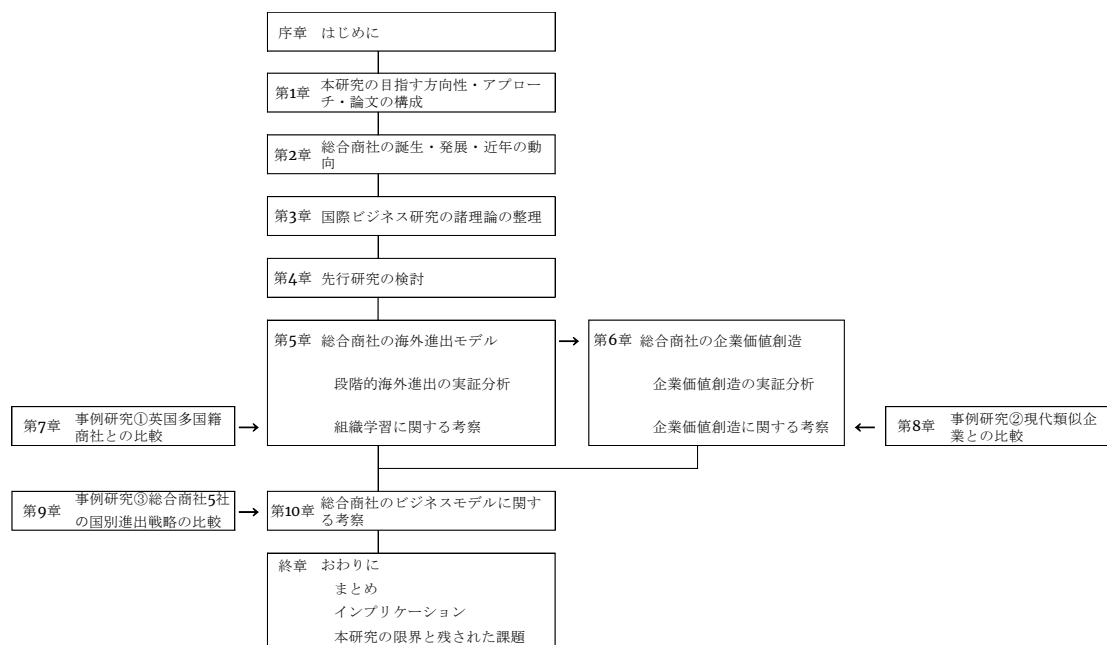 序章 はじめに
第1章 本研究の目指す方向性・アプロー
チ・論文の構成
第2章 総合商社の誕生・発展・近年の動
向
第3章 国際ビジネス研究の諸理論の整理
第4章 先行研究の検討
第5章 総合商社の海外進出モデル
段階的海外進出の実証分析
組織学習に関する考察
第6章 総合商社の企業価値創造
企業価値創造の実証分析
企業価値創造に関する考察
第7章 事例研究①英国多国籍
商社との比較
第8章 事例研究②現代類似企
業との比較
第9章 事例研究③総合商社5社
の国別進出戦略の比較
第10章 総合商社のビジネスモデルに関す
る考察
終章 おわりに
まとめ
インプリケーション
本研究の限界と残された課題